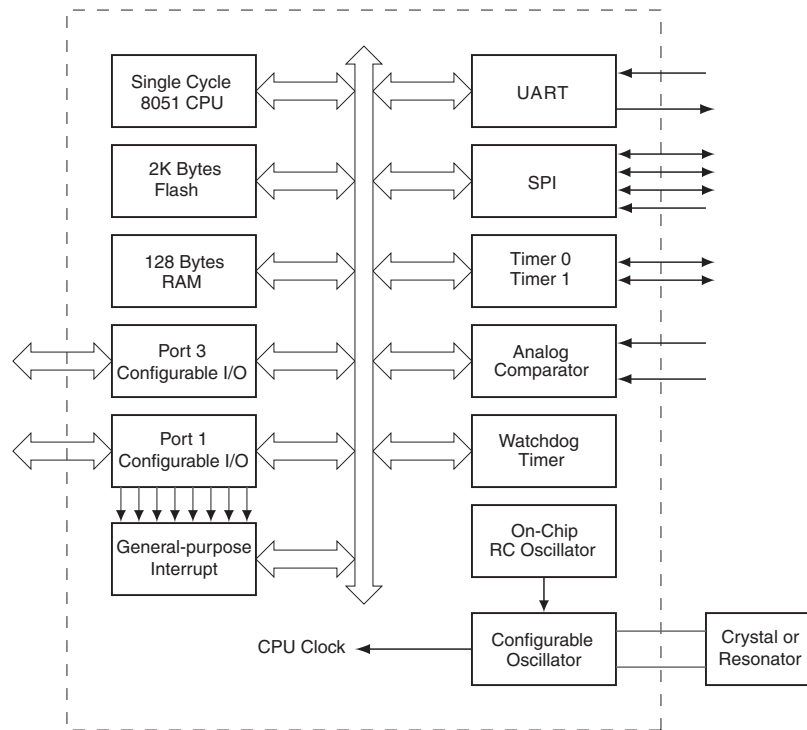 Single Cycle
8051 CPU
UART
2K Bytes
Flash
SPI
128 Bytes
RAM
Timer 0
Timer 1
Port 3
Configurable I/O
Analog
Comparator
Port 1
Configurable I/O
Watchdog
Timer
General-purpose
Interrupt
On-Chip
RC Oscillator
CPU Clock
Configurable
Oscillator
Crystal or
Resonator